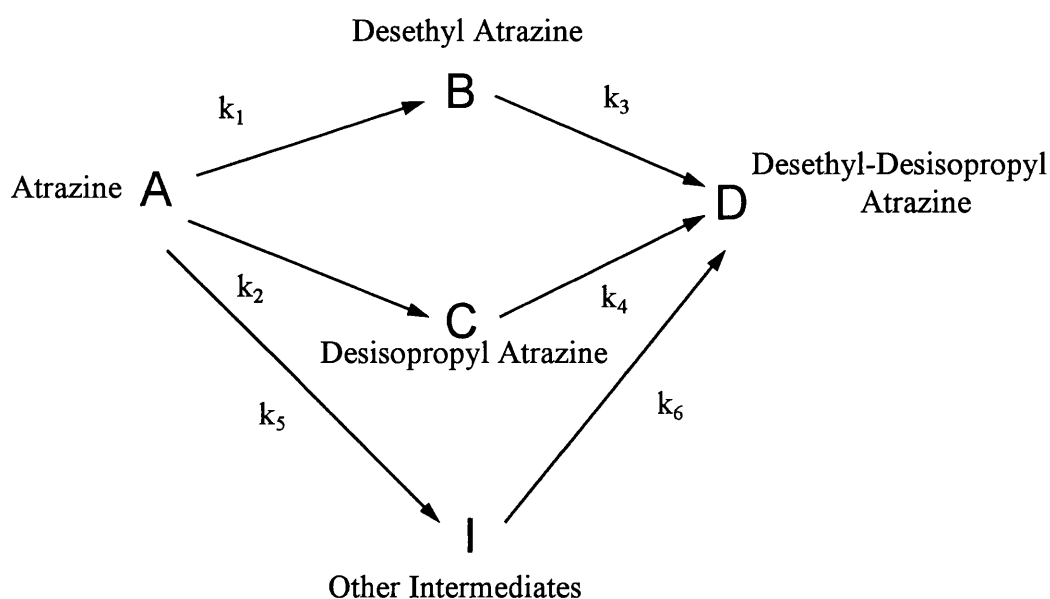 Desethyl Atrazine
B
k1
k3
Desethyl-Desisopropyl
Atrazine
Atrazine A
D
k2
k4
C
Desisopropyl Atrazine
k5
k6
I
Other Intermediates